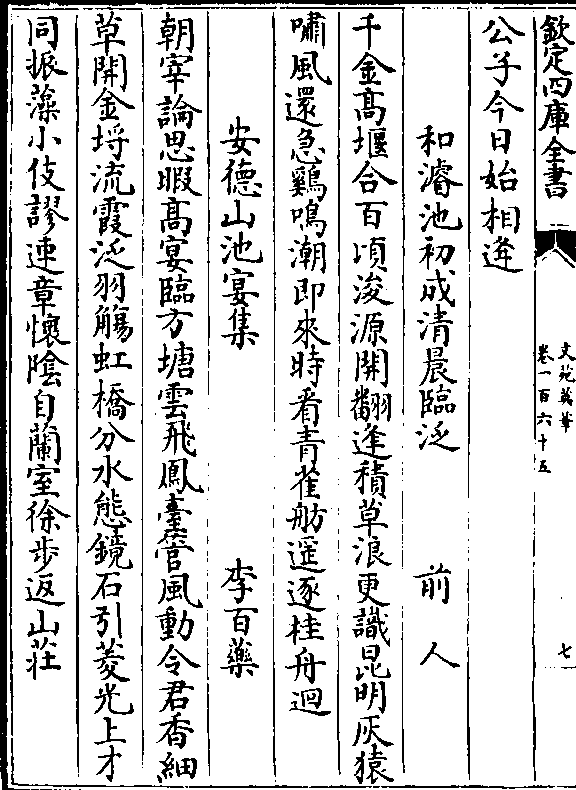 欽定四庫全書
文苑英華
卷一百六十五
七
公子今日始相逄
和濬池初成清晨臨泛 前人
千金髙堰合百頃浚源開翻逄積草浪更識昆明灰猿
嘯風還急鷄鳴潮即來時看青雀舫遥逐桂舟迴
安德山池宴集 李百藥
朝宰論思暇髙宴臨方塘雲飛鳳臺管風動令君香細
草開金埒流霞泛羽觴虹橋分水態鏡石引菱光上才
同振藻小伎謬連章懷隂自蘭室徐步返山莊